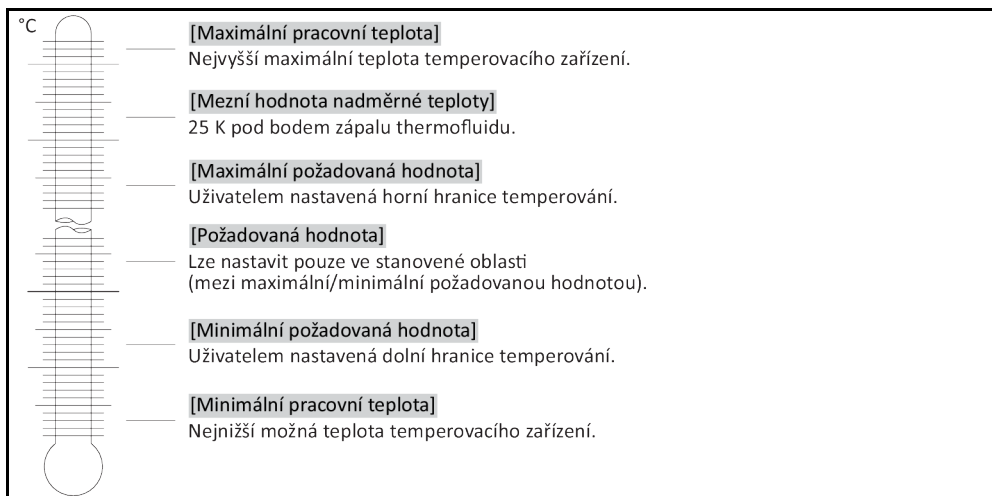 °C
[Maximální pracovní teplota]
Nejvyšší maximální teplota temperovacího zařízení.
[Mezní hodnota nadměrné teploty]
25 K pod bodem zápalu thermofluidu.
[Maximální požadovaná hodnota]
Uživatelem nastavená horní hranice temperování.
[Požadovaná hodnota]
Lze nastavit pouze ve stanovené oblasti
(mezi maximální/minimální požadovanou hodnotou).
[Minimální požadovaná hodnota]
Uživatelem nastavená dolní hranice temperování.
[Minimální pracovní teplota]
Nejnižší možná teplota temperovacího zařízení.